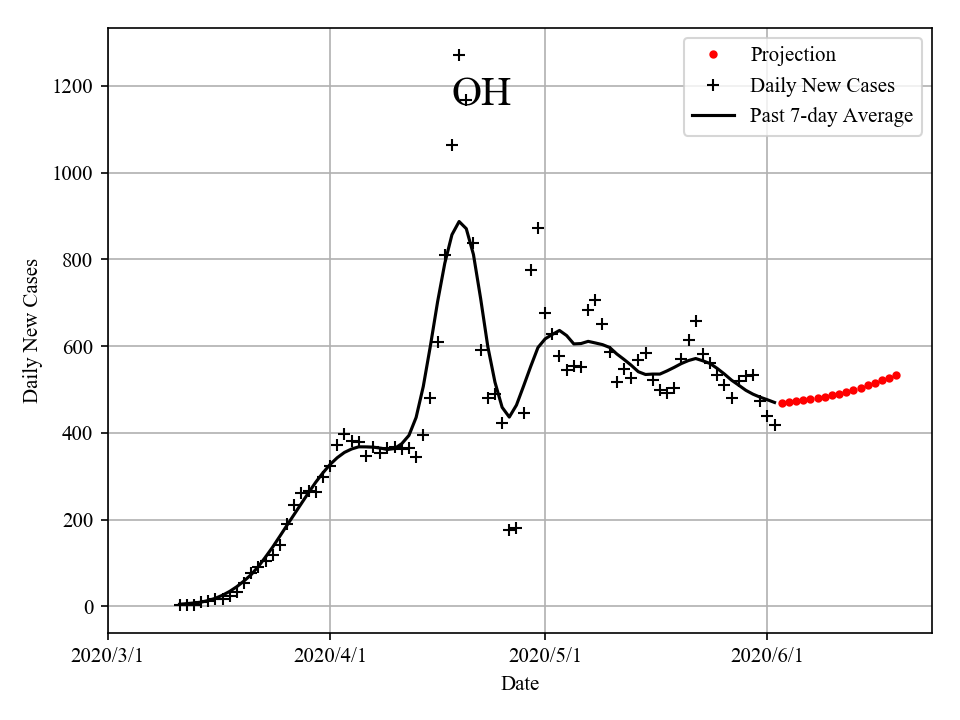 OH
Projection
Daily New Cases
Past 7-day Average
1200
1000
800
600
400
200
0
Daily New Cases
2020/3/1
2020/4/1
2020/5/1
2020/6/1
Date